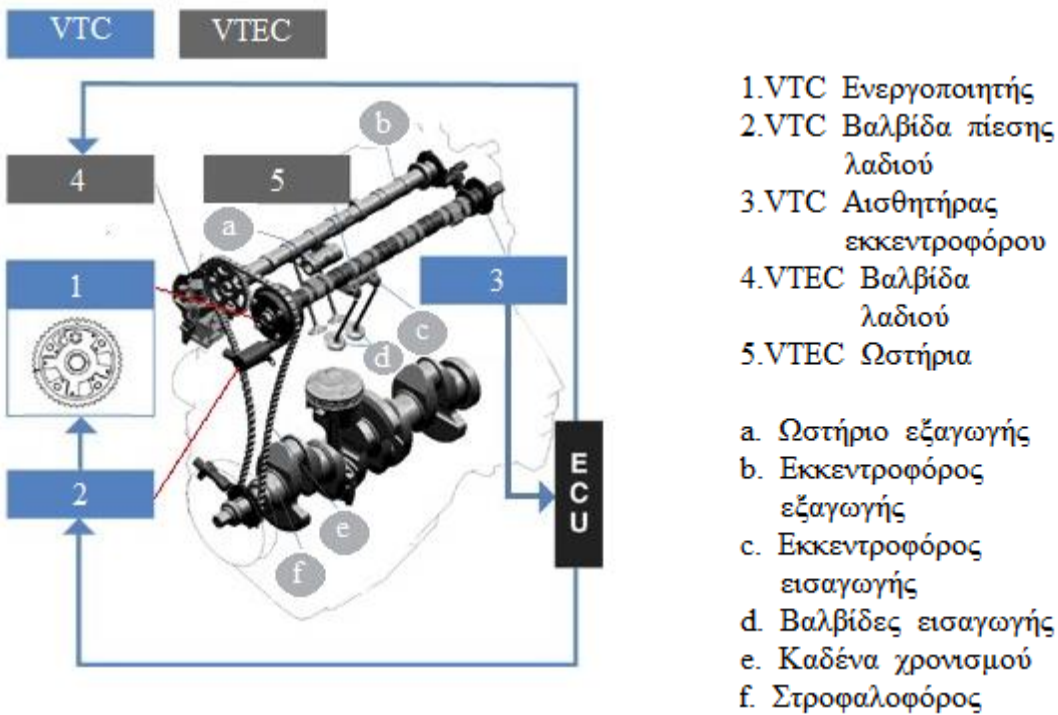 VTC
VTEC
b
4
5
a
1
3
c
d
2
ECU
e
f
1.VTC Ενεργοποιητής
2.VTC Βαλβίδα πίεσης
λαδιού
3.VTC Αισθητήρας
εκκεντροφόρου
4.VTEC Βαλβίδα
λαδιού
5.VTEC Ωστήρια
a. Ωστήριο εξαγωγής
b. Εκκεντροφόρος
εξαγωγής
c. Εκκεντροφόρος
εισαγωγής
d. Βαλβίδες εισαγωγής
e. Καδένα χρονισμού
f. Στροφαλοφόρος